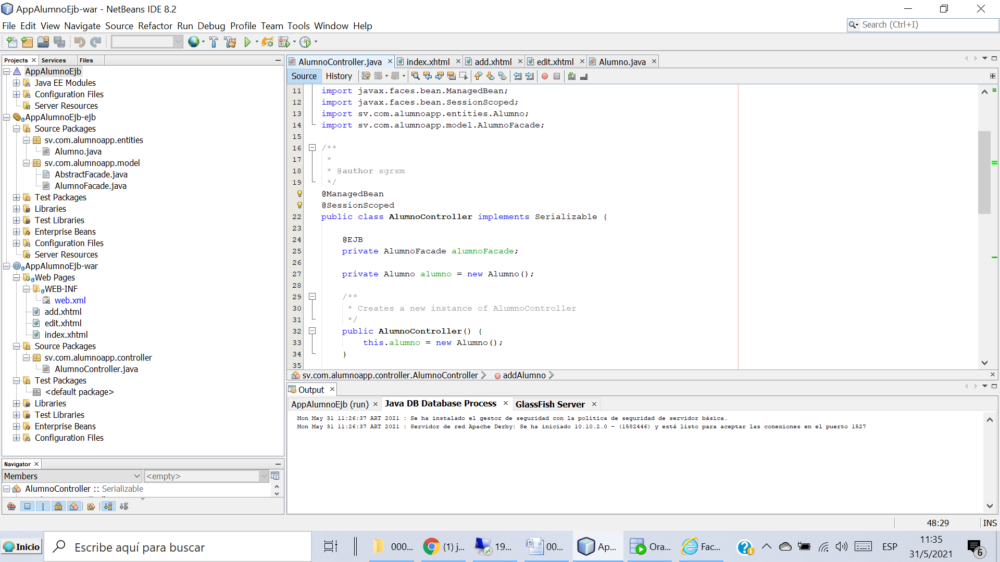 AppAlumnoEjb-war - NetBeans IDE 8.2
File Edit View Navigate Source Refactor Run Debug Profile Team Tools Window Help
Search (Ctrl+I)
Projects Services Files
AppAlumnoEjb
Java EE Modules
Configuration Files
Server Resources
AppAlumnoEjb-ejb
Source Packages
sv.com.alumnoapp.entities
Alumno.java
sv.com.alumnoapp.model
AbstractFacade.java
AlumnoFacade.java
Test Packages
Libraries
Test Libraries
Enterprise Beans
Configuration Files
Server Resources
AppAlumnoEjb-war
Web Pages
WEB-INF
web.xml
add.xhtml
edit.xhtml
index.xhtml
Source Packages
sv.com.alumnoapp.controller
AlumnoController.java
Test Packages
<default package>
Libraries
Test Libraries
Enterprise Beans
Configuration Files
Navigator
Members <empty>
AlumnoController :: Serializable
AlumnoController.java index.xhtml add.xhtml edit.xhtml Alumno.java
Source History
11 import javax.faces.bean.ManagedBean;
12 import javax.faces.bean.SessionScoped;
13 import sv.com.alumnoapp.entities.Alumno;
14 import sv.com.alumnoapp.model.AlumnoFacade;
15
16 /**
17 *
18 * @author sgrsm
19 */
@ManagedBean
@SessionScoped
22 public class AlumnoController implements Serializable {
23
24 @EJB
25 private AlumnoFacade alumnoFacade;
26
27 private Alumno alumno = new Alumno();
28
29 /**
30 * Creates a new instance of AlumnoController
31 */
32 public AlumnoController() {
33 this.alumno = new Alumno();
34 }
35
sv.com.alumnoapp.controller.AlumnoController addAlumno
Output
AppAlumnoEjb (run) Java DB Database Process GlassFish Server
Mon May 31 11:26:37 ART 2021 : Se ha instalado el gestor de seguridad con la política de seguridad de servidor básica.
Mon May 31 11:26:37 ART 2021 : Servidor de red Apache Derby: Se ha iniciado 10.10.2.0 - (1582446) y está listo para aceptar las conexiones en el puerto 1527
48:29 INS
Inicio Escribe aquí para buscar 000... (1) j... 19... 00... Ap... Ora... Fac... ESP 11:35
31/5/2021 6